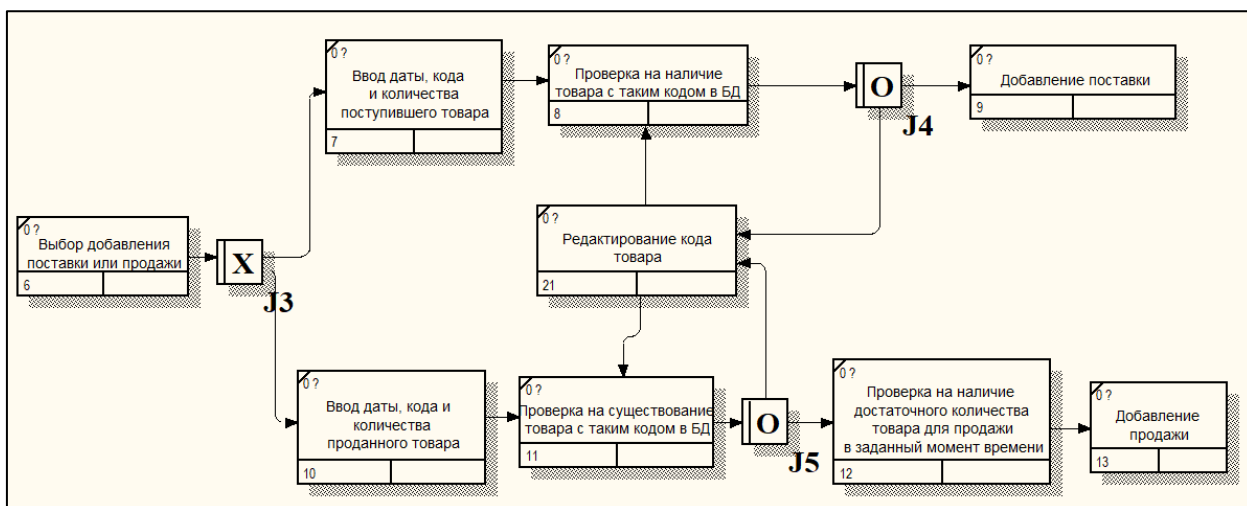 0 ?
Ввод даты, кода
и количества
поступившего товара
7
0 ?
Проверка на наличие
товара с таким кодом в БД
8
O
J4
0 ?
Добавление поставки
9
0 ?
Выбор добавления
поставки или продажи
6
X
J3
0 ?
Редактирование кода
товара
21
0 ?
Ввод даты, кода и
количества
проданного товара
10
0 ?
Проверка на существование
товара с таким кодом в БД
11
O
J5
0 ?
Проверка на наличие
достаточного количества
товара для продажи
в заданный момент времени
12
0 ?
Добавление
продажи
13